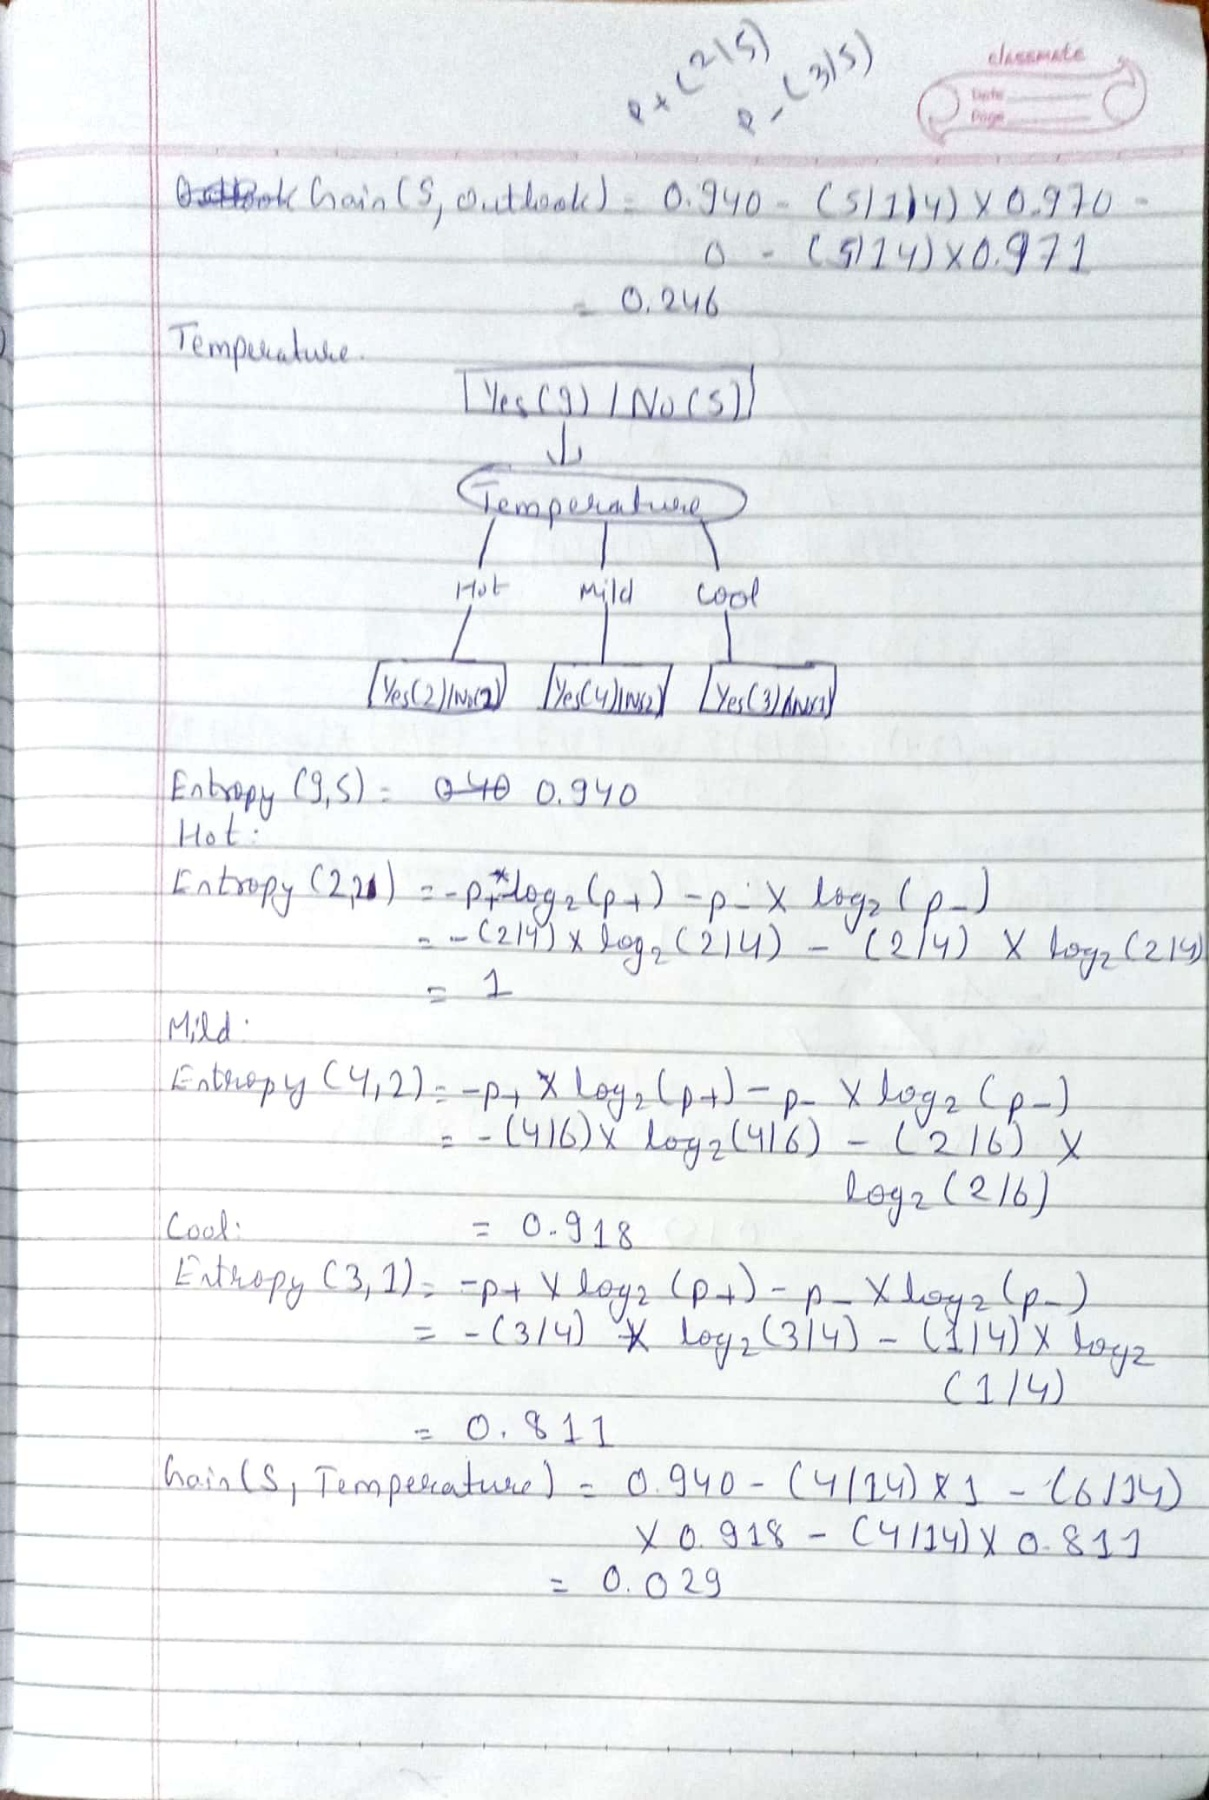 P+(2/5)
P-(3/5)
classmate
Date
Page
Gain(S, Outlook) = 0.940 - (5/14) X 0.970 -
0 - (5/14) X 0.971
= 0.246
Temperature.
Yes(9) / No(5)
Temperature
Hot Mild Cool
Yes(2)/No(2) Yes(4)/No(2) Yes(3)/No(1)
Entropy (9,5) = 0.940
Hot:
Entropy (2,2) = -P+*log₂(P+) -P- X log₂(P-)
= -(2/4) X log₂(2/4) - (2/4) X log₂(2/4)
= 1
Mild:
Entropy (4,2) = -P+ X log₂(P+) - P- X log₂(P-)
= -(4/6) X log₂(4/6) - (2/6) X
log₂(2/6)
= 0.918
Cool:
Entropy (3,1) = -P+ X log₂(P+) - P- X log₂(P-)
= -(3/4) X log₂(3/4) - (1/4) X log₂
(1/4)
= 0.811
Gain(S, Temperature) = 0.940 - (4/14) X 1 - (6/14)
X 0.918 - (4/14) X 0.811
= 0.029